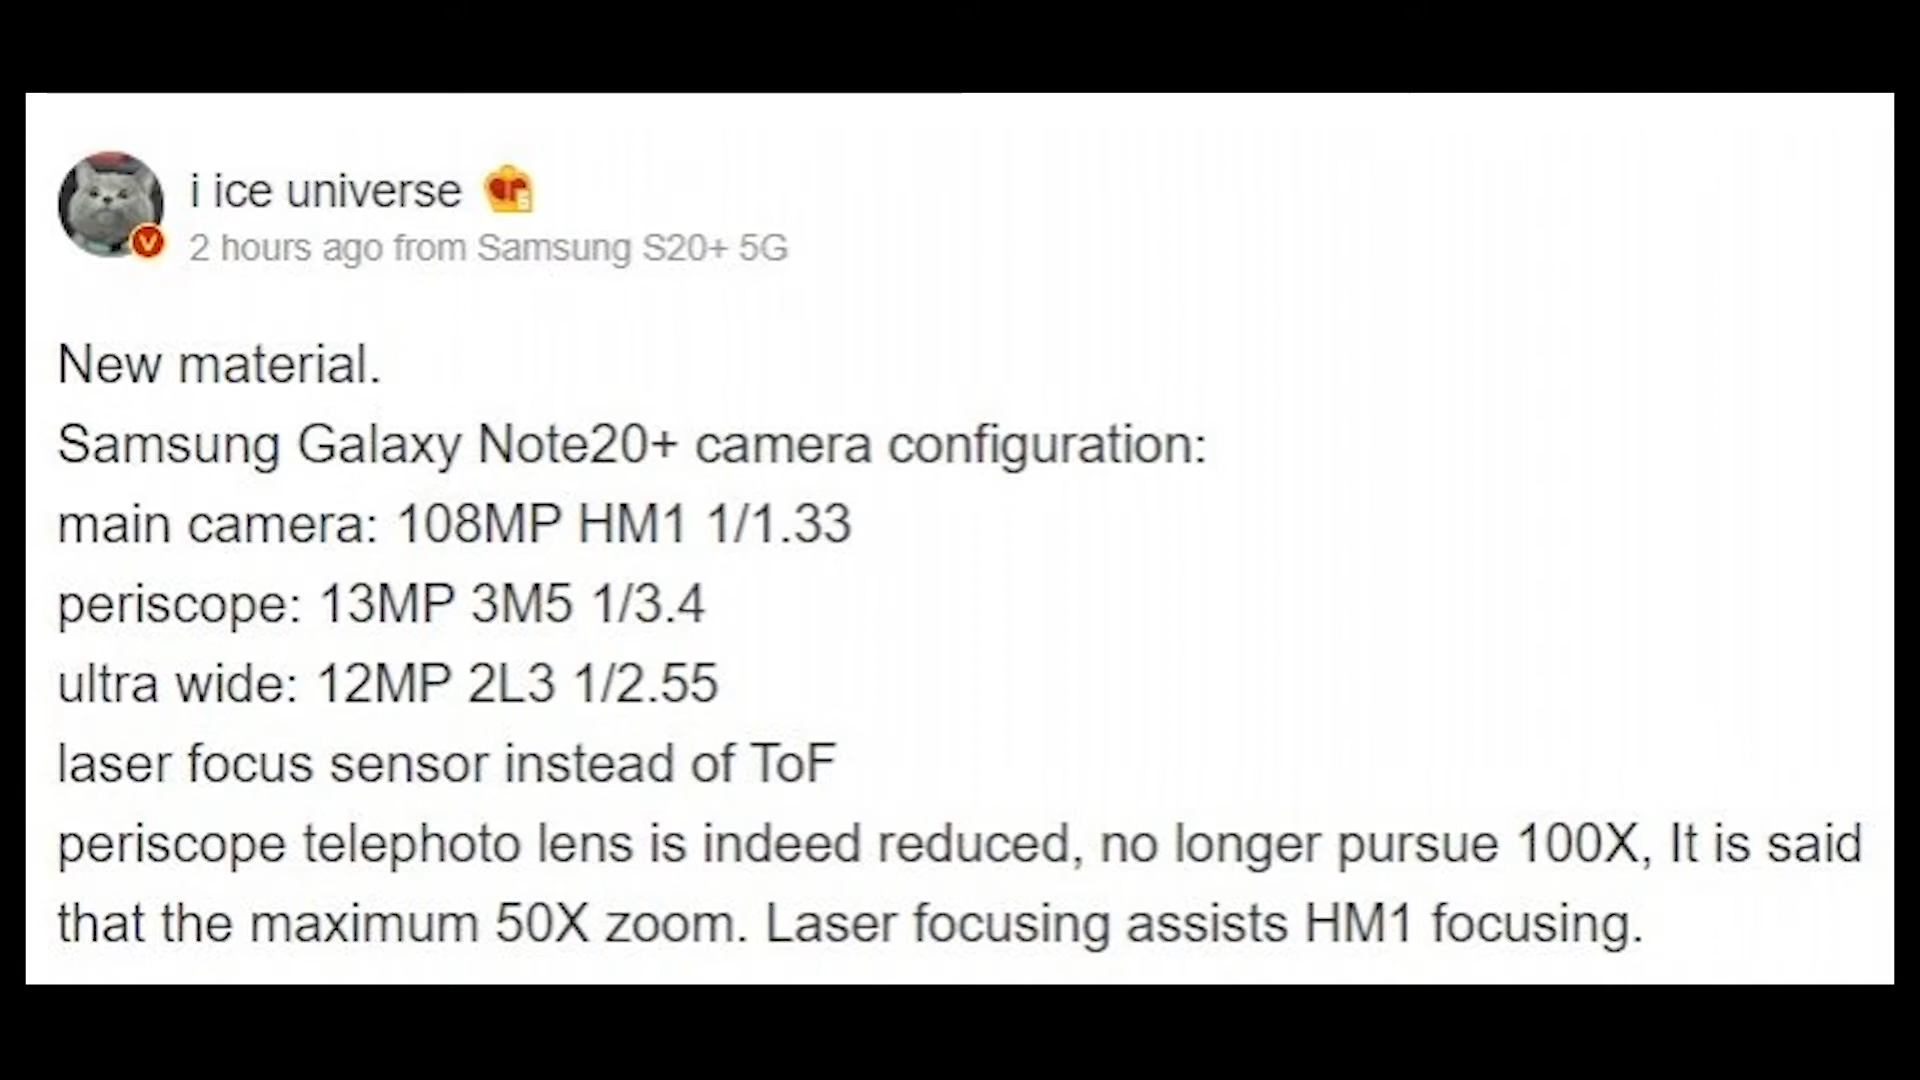 i ice universe
2 hours ago from Samsung S20+ 5G
New material.
Samsung Galaxy Note20+ camera configuration:
main camera: 108MP HM1 1/1.33
periscope: 13MP 3M5 1/3.4
ultra wide: 12MP 2L3 1/2.55
laser focus sensor instead of ToF
periscope telephoto lens is indeed reduced, no longer pursue 100X, It is said
that the maximum 50X zoom. Laser focusing assists HM1 focusing.